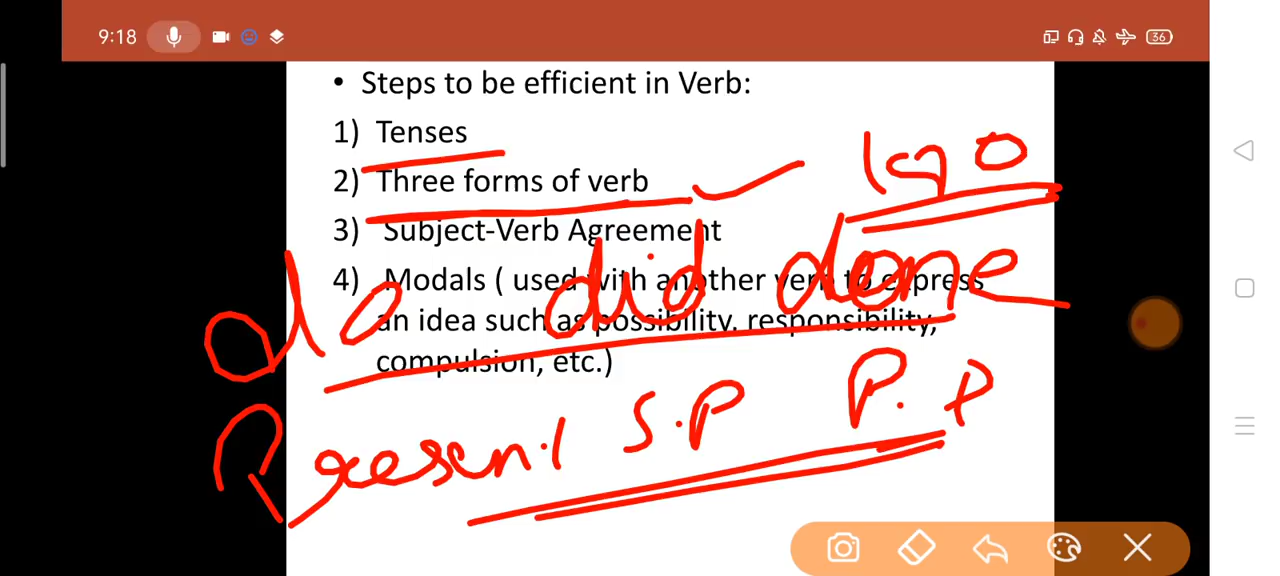 9:18 36
• Steps to be efficient in Verb:
1) Tenses
2) Three forms of verb
150
3) Subject-Verb Agreement
do did done
4) Modals ( used with another verb to express
an idea such as possibility, responsibility,
compulsion, etc.)
Present S.P P.P